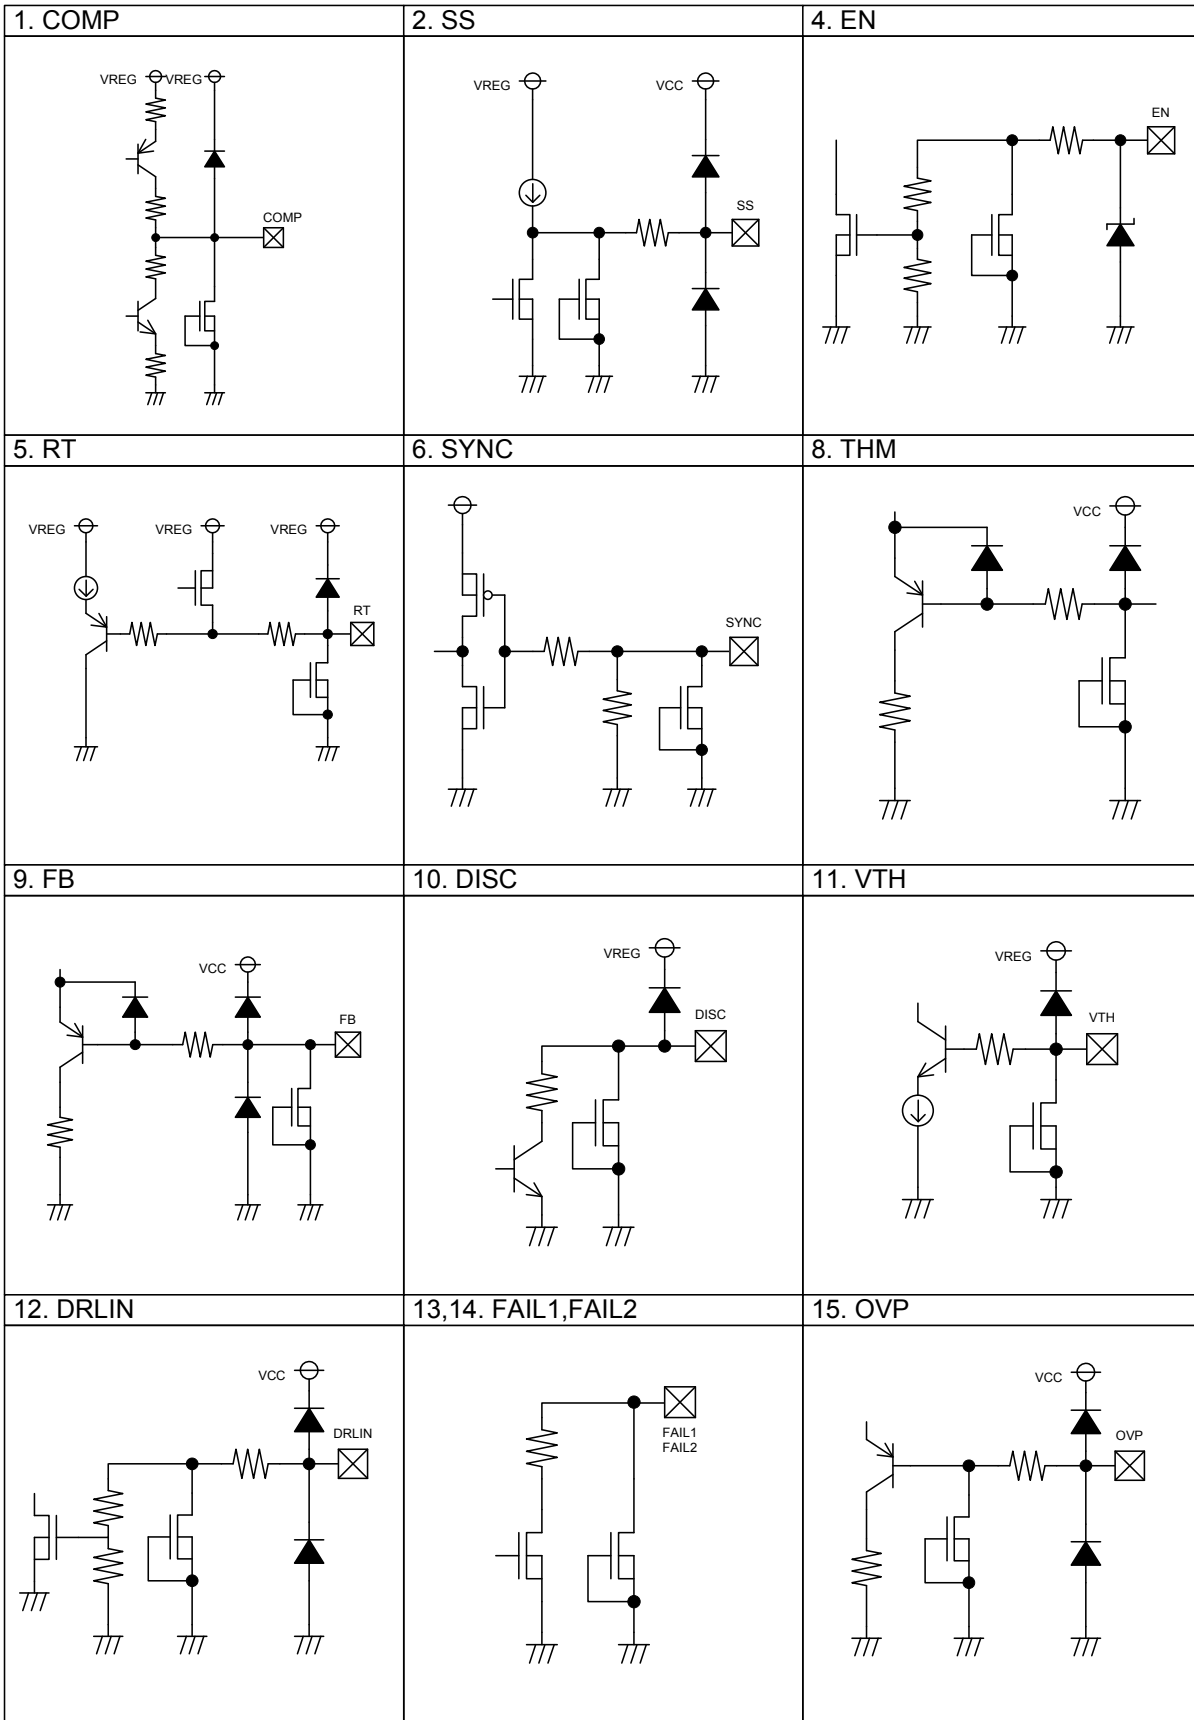 1. COMP
2. SS
4. EN
VREG
VREG
COMP
VREG
VCC
SS
EN
5. RT
6. SYNC
8. THM
VREG
VREG
VREG
RT
SYNC
VCC
9. FB
10. DISC
11. VTH
VCC
FB
VREG
DISC
VREG
VTH
12. DRLIN
13,14. FAIL1,FAIL2
15. OVP
VCC
DRLIN
FAIL1
FAIL2
VCC
OVP